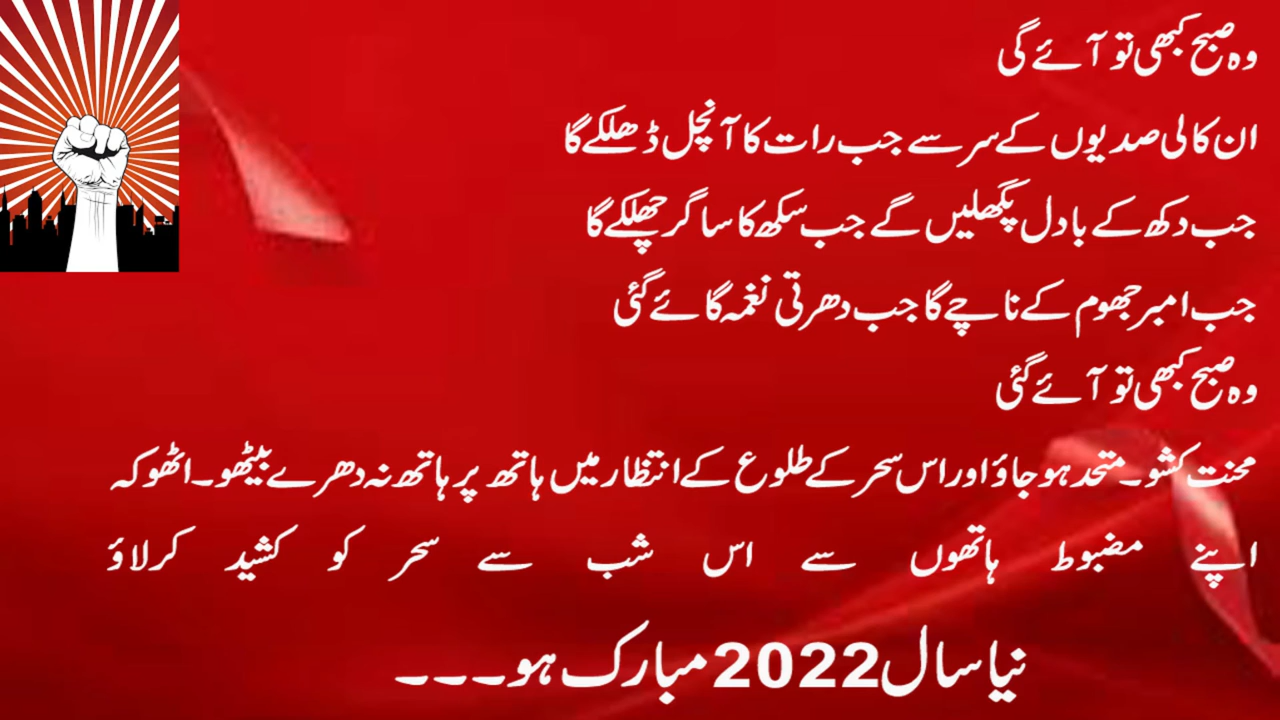 وہ صبح کبھی تو آئے گی
ان کالی صدیوں کے سر سے جب رات کا آنچل ڈھلکے گا
جب دکھ کے بادل پگھلیں گے جب سکھ کا ساگر چھلکے گا
جب امبر جھوم کے ناچے گا جب دھرتی نغمہ گائے گئی
وہ صبح کبھی تو آئے گئی
محنت کشو۔ متحد ہو جاؤ اور اس سحر کے طلوع کے انتظار میں ہاتھ پر ہاتھ نہ دھرے بیٹھو۔ اٹھو کہ
اپنے مضبوط ہاتھوں سے اس شب سے سحر کو کشید کر لاؤ
نیا سال 2022 مبارک ہو۔۔۔